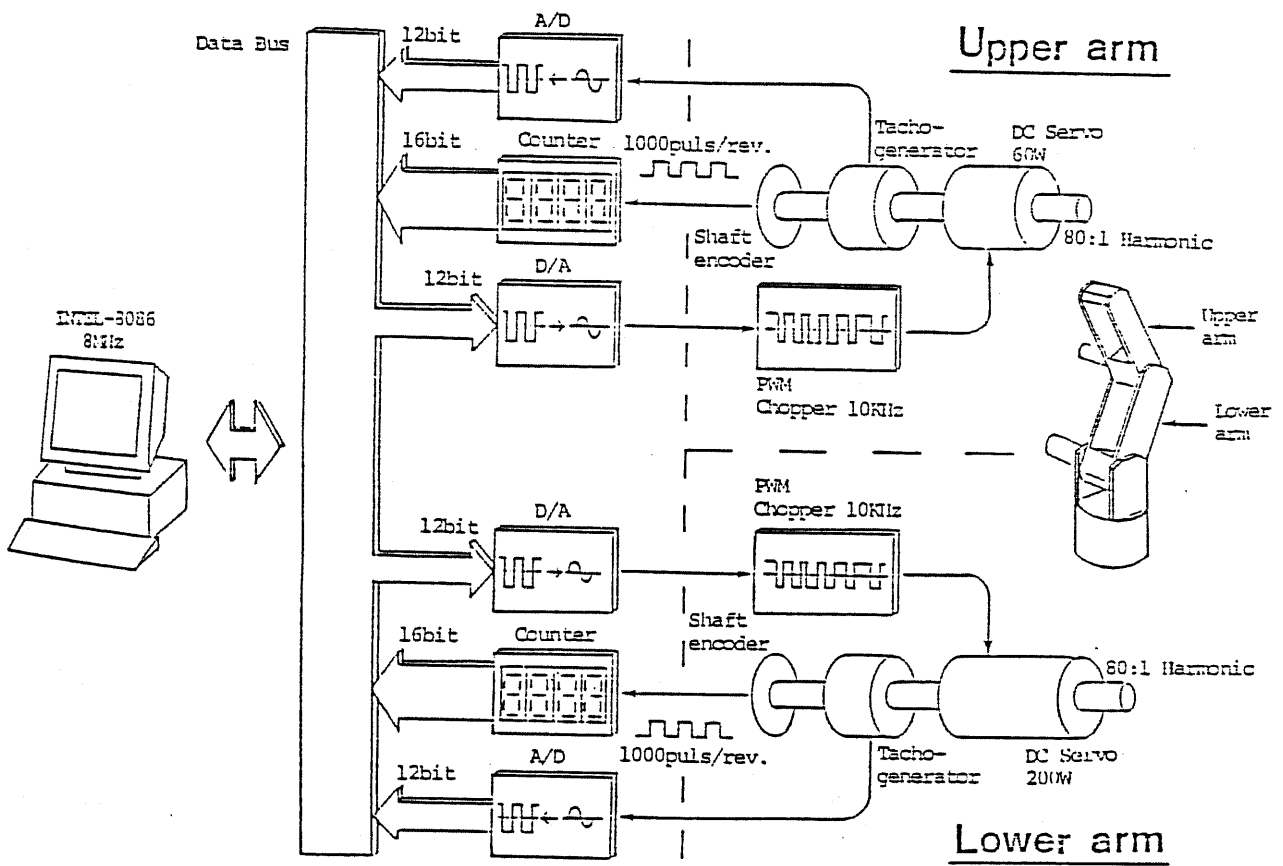 A/D
Upper arm
Data Bus
12bit
16bit
Counter
1000puls/rev.
Tacho-
generator
DC Servo
60W
80:1 Harmonic
Shaft
encoder
12bit
D/A
INTEL-8086
8MHz
PWM
Chopper 10KHz
Upper
arm
Lower
arm
PWM
Chopper 10KHz
12bit
D/A
16bit
Counter
Shaft
encoder
80:1 Harmonic
1000puls/rev.
12bit
A/D
Tacho-
generator
DC Servo
200W
Lower arm